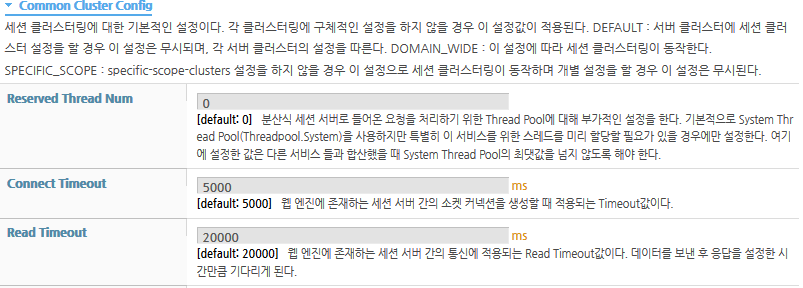 Common Cluster Config
세션 클러스터링에 대한 기본적인 설정이다. 각 클러스터링에 구체적인 설정을 하지 않을 경우 이 설정값이 적용된다. DEFAULT : 서버 클러스터에 세션 클러
스터 설정을 할 경우 이 설정은 무시되며, 각 서버 클러스터의 설정을 따른다. DOMAIN_WIDE : 이 설정에 따라 세션 클러스터링이 동작한다.
SPECIFIC_SCOPE : specific-scope-clusters 설정을 하지 않을 경우 이 설정으로 세션 클러스터링이 동작하며 개별 설정을 할 경우 이 설정은 무시된다.
Reserved Thread Num
0
[default: 0] 분산식 세션 서버로 들어온 요청을 처리하기 위한 Thread Pool에 대해 부가적인 설정을 한다. 기본적으로 System Thr
ead Pool(Threadpool.System)을 사용하지만 특별히 이 서비스를 위한 스레드를 미리 할당할 필요가 있을 경우에만 설정한다. 여기
에 설정한 값은 다른 서비스 들과 합산했을 때 System Thread Pool의 최댓값을 넘지 않도록 해야 한다.
Connect Timeout
5000 ms
[default: 5000] 웹 엔진에 존재하는 세션 서버 간의 소켓 커넥션을 생성할 때 적용되는 Timeout값이다.
Read Timeout
20000 ms
[default: 20000] 웹 엔진에 존재하는 세션 서버 간의 통신에 적용되는 Read Timeout값이다. 데이터를 보낸 후 응답을 설정한 시
간만큼 기다리게 된다.